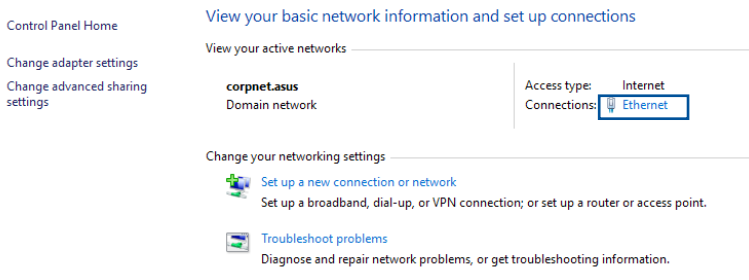 View your basic network information and set up connections
Control Panel Home
Change adapter settings
Change advanced sharing
settings
View your active networks
corpnet.asus
Domain network
Access type: Internet
Connections: Ethernet
Change your networking settings
Set up a new connection or network
Set up a broadband, dial-up, or VPN connection; or set up a router or access point.
Troubleshoot problems
Diagnose and repair network problems, or get troubleshooting information.